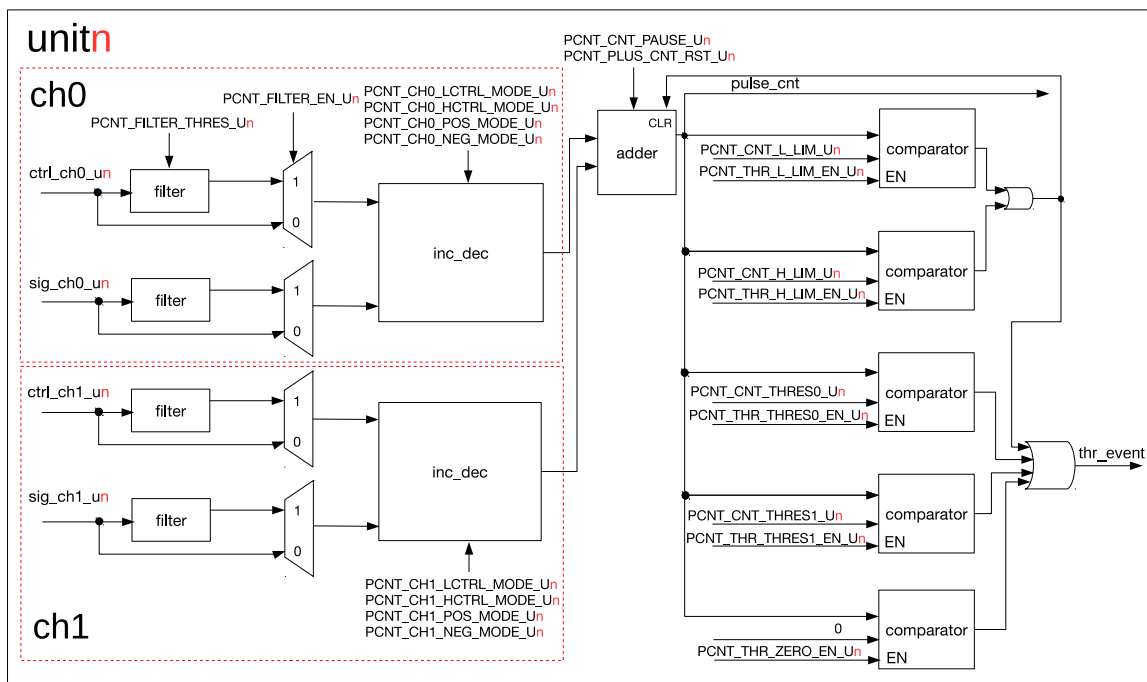 unitn
ch0
PCNT_FILTER_THRES_Un
PCNT_FILTER_EN_Un
PCNT_CH0_LCTRL_MODE_Un
PCNT_CH0_HCTRL_MODE_Un
PCNT_CH0_POS_MODE_Un
PCNT_CH0_NEG_MODE_Un
ctrl_ch0_un
filter
1
0
inc_dec
sig_ch0_un
filter
1
0
ctrl_ch1_un
filter
1
0
inc_dec
sig_ch1_un
filter
1
0
PCNT_CH1_LCTRL_MODE_Un
PCNT_CH1_HCTRL_MODE_Un
PCNT_CH1_POS_MODE_Un
PCNT_CH1_NEG_MODE_Un
ch1
PCNT_CNT_PAUSE_Un
PCNT_PLUS_CNT_RST_Un
CLR
adder
pulse_cnt
PCNT_CNT_L_LIM_Un
PCNT_THR_L_LIM_EN_Un
comparator
EN
PCNT_CNT_H_LIM_Un
PCNT_THR_H_LIM_EN_Un
comparator
EN
PCNT_CNT_THRES0_Un
PCNT_THR_THRES0_EN_Un
comparator
EN
thr_event
PCNT_CNT_THRES1_Un
PCNT_THR_THRES1_EN_Un
comparator
EN
0
PCNT_THR_ZERO_EN_Un
comparator
EN